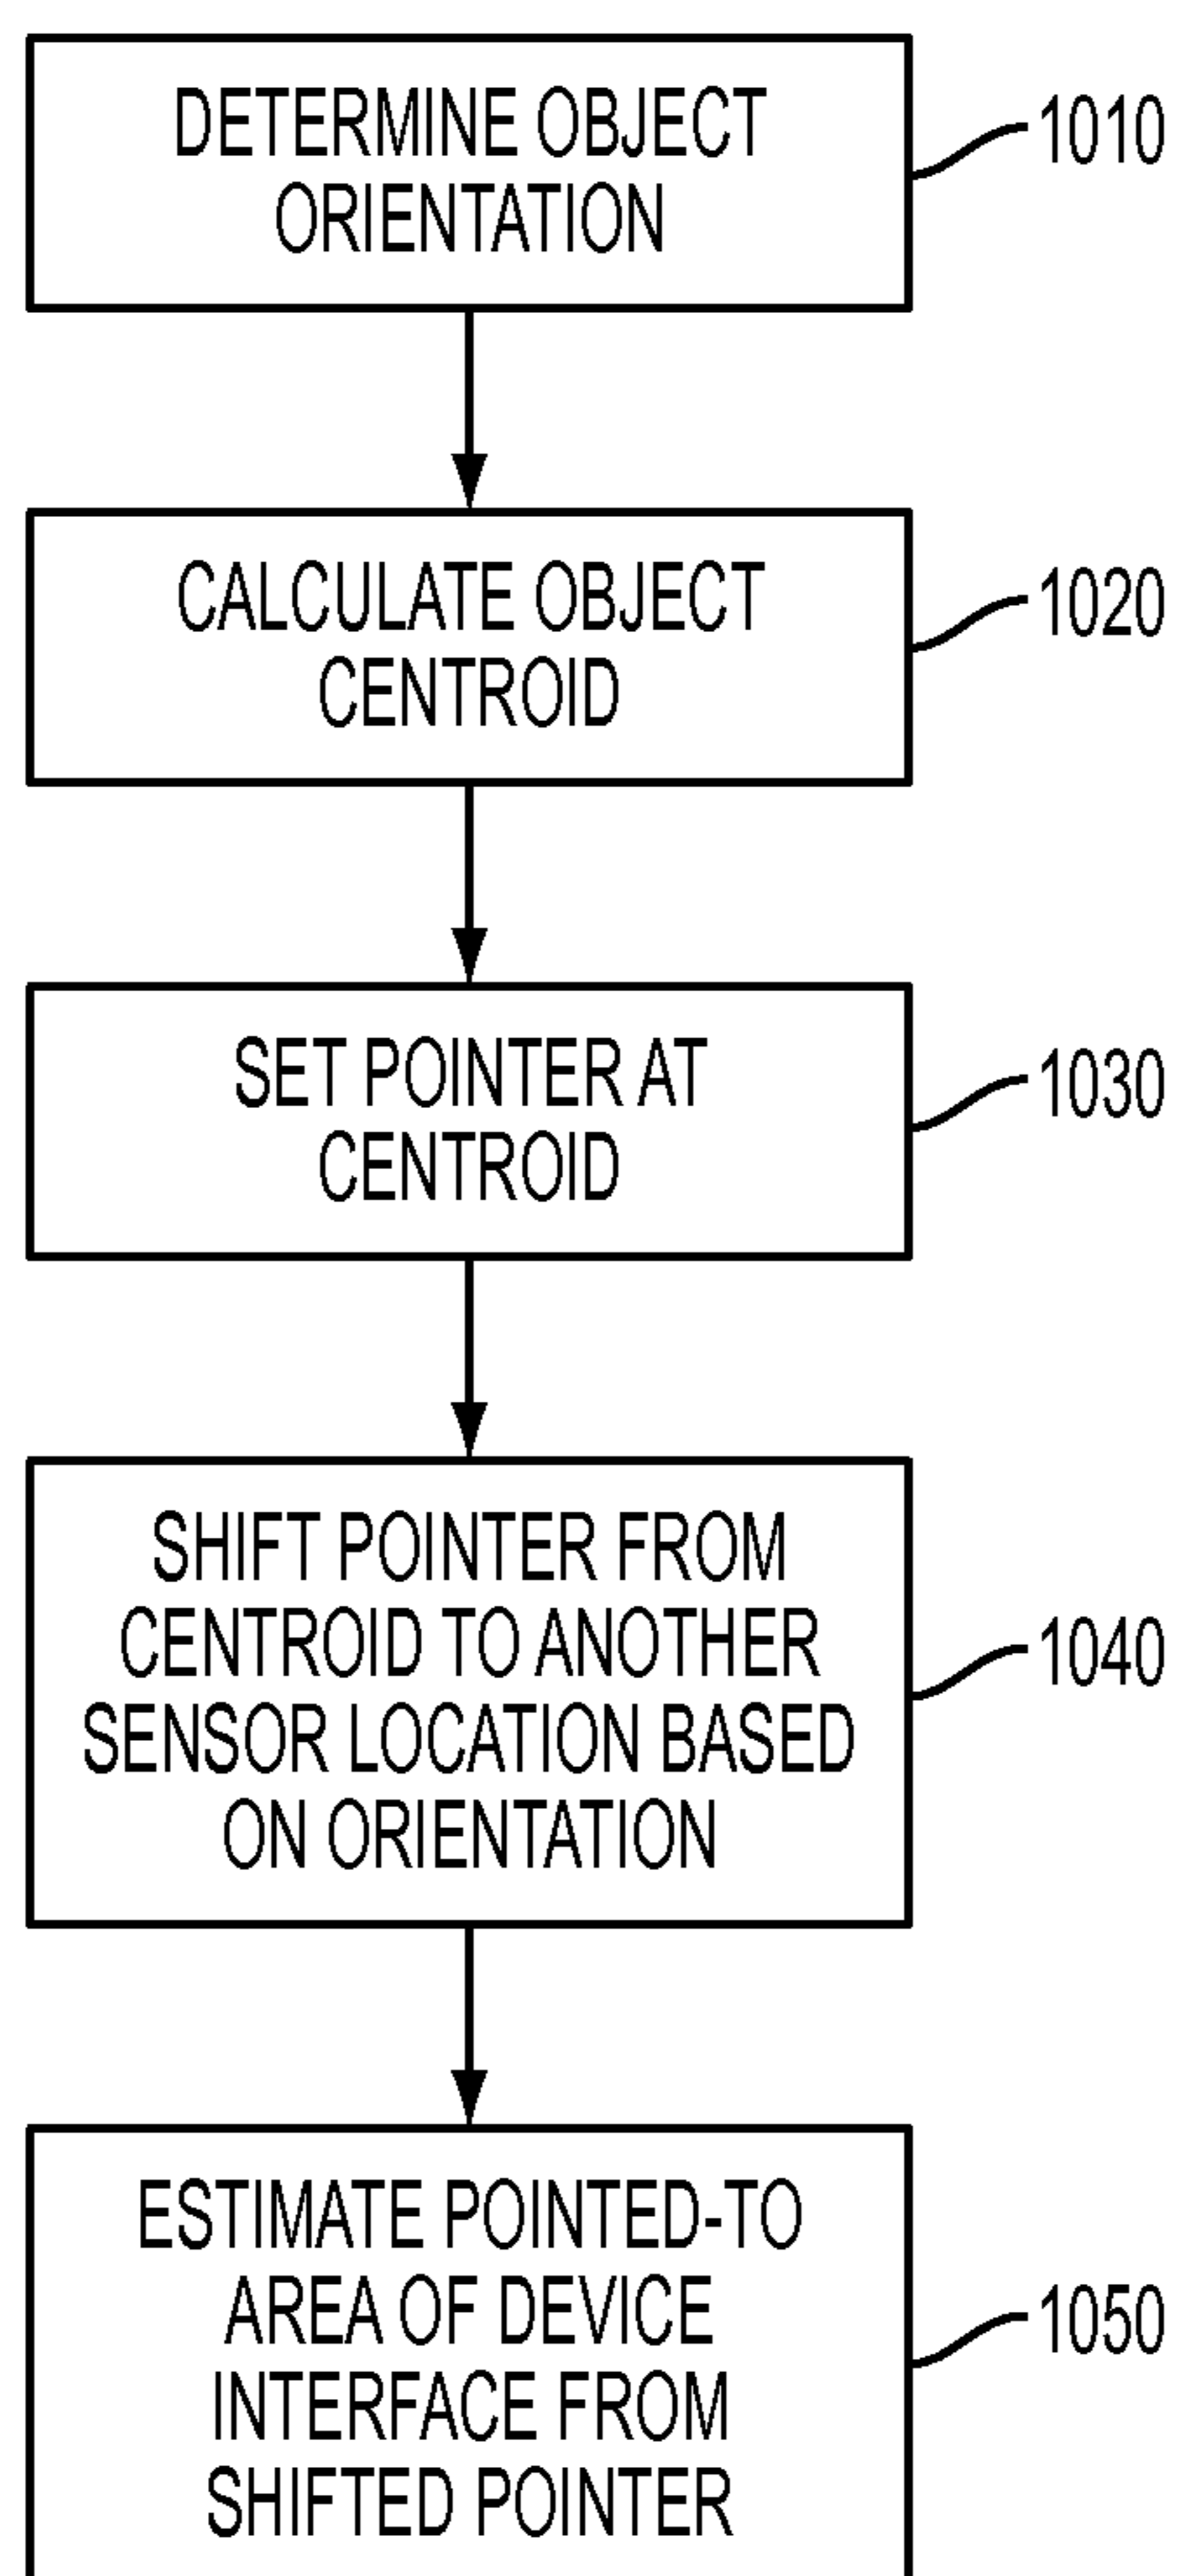 DETERMINE OBJECT
ORIENTATION
1010
CALCULATE OBJECT
CENTROID
1020
SET POINTER AT
CENTROID
1030
SHIFT POINTER FROM
CENTROID TO ANOTHER
SENSOR LOCATION BASED
ON ORIENTATION
1040
ESTIMATE POINTED-TO
AREA OF DEVICE
INTERFACE FROM
SHIFTED POINTER
1050